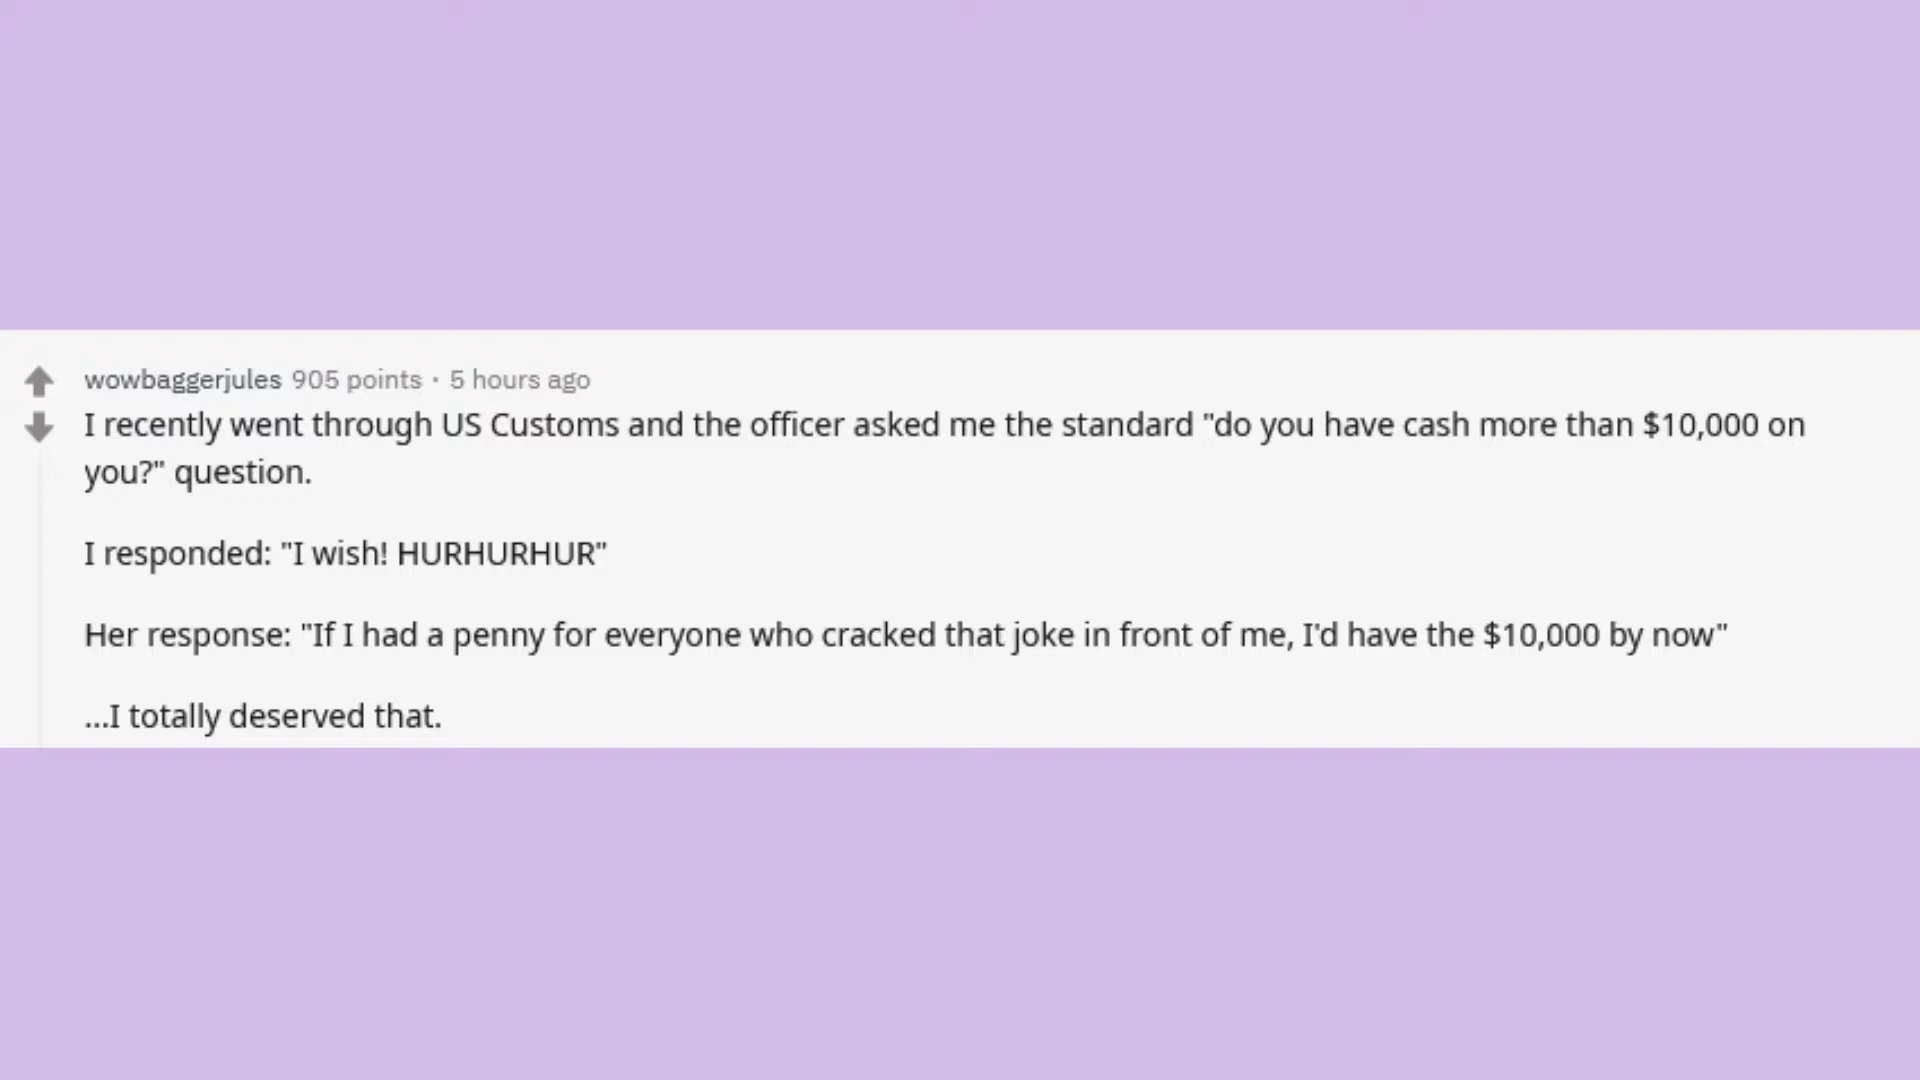 wowbaggerjules 905 points · 5 hours ago
I recently went through US Customs and the officer asked me the standard "do you have cash more than $10,000 on
you?" question.
I responded: "I wish! HURHURHUR"
Her response: "If I had a penny for everyone who cracked that joke in front of me, I'd have the $10,000 by now"
...I totally deserved that.